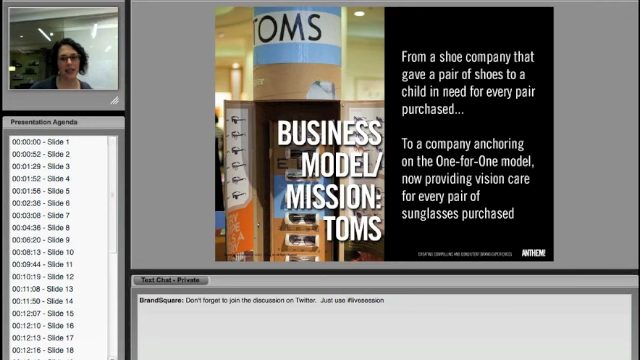 Presentation Agenda
00:00:00 - Slide 1
00:00:52 - Slide 2
00:01:29 - Slide 3
00:01:52 - Slide 4
00:01:56 - Slide 5
00:02:36 - Slide 6
00:03:08 - Slide 7
00:04:36 - Slide 8
00:06:20 - Slide 9
00:08:13 - Slide 10
00:09:44 - Slide 11
00:10:19 - Slide 12
00:11:08 - Slide 13
00:11:50 - Slide 14
00:12:07 - Slide 15
00:12:10 - Slide 16
00:12:13 - Slide 17
00:12:16 - Slide 18
TOMS
BUSINESS
MODEL/
MISSION:
TOMS
From a shoe company that
gave a pair of shoes to a
child in need for every pair
purchased...
To a company anchoring
on the One-for-One model,
now providing vision care
for every pair of
sunglasses purchased
CREATING COMPELLING AND CONSISTENT BRAND EXPERIENCES
ANTHEM!
Text Chat - Private
BrandSquare: Don't forget to join the discussion on Twitter. Just use #livesession